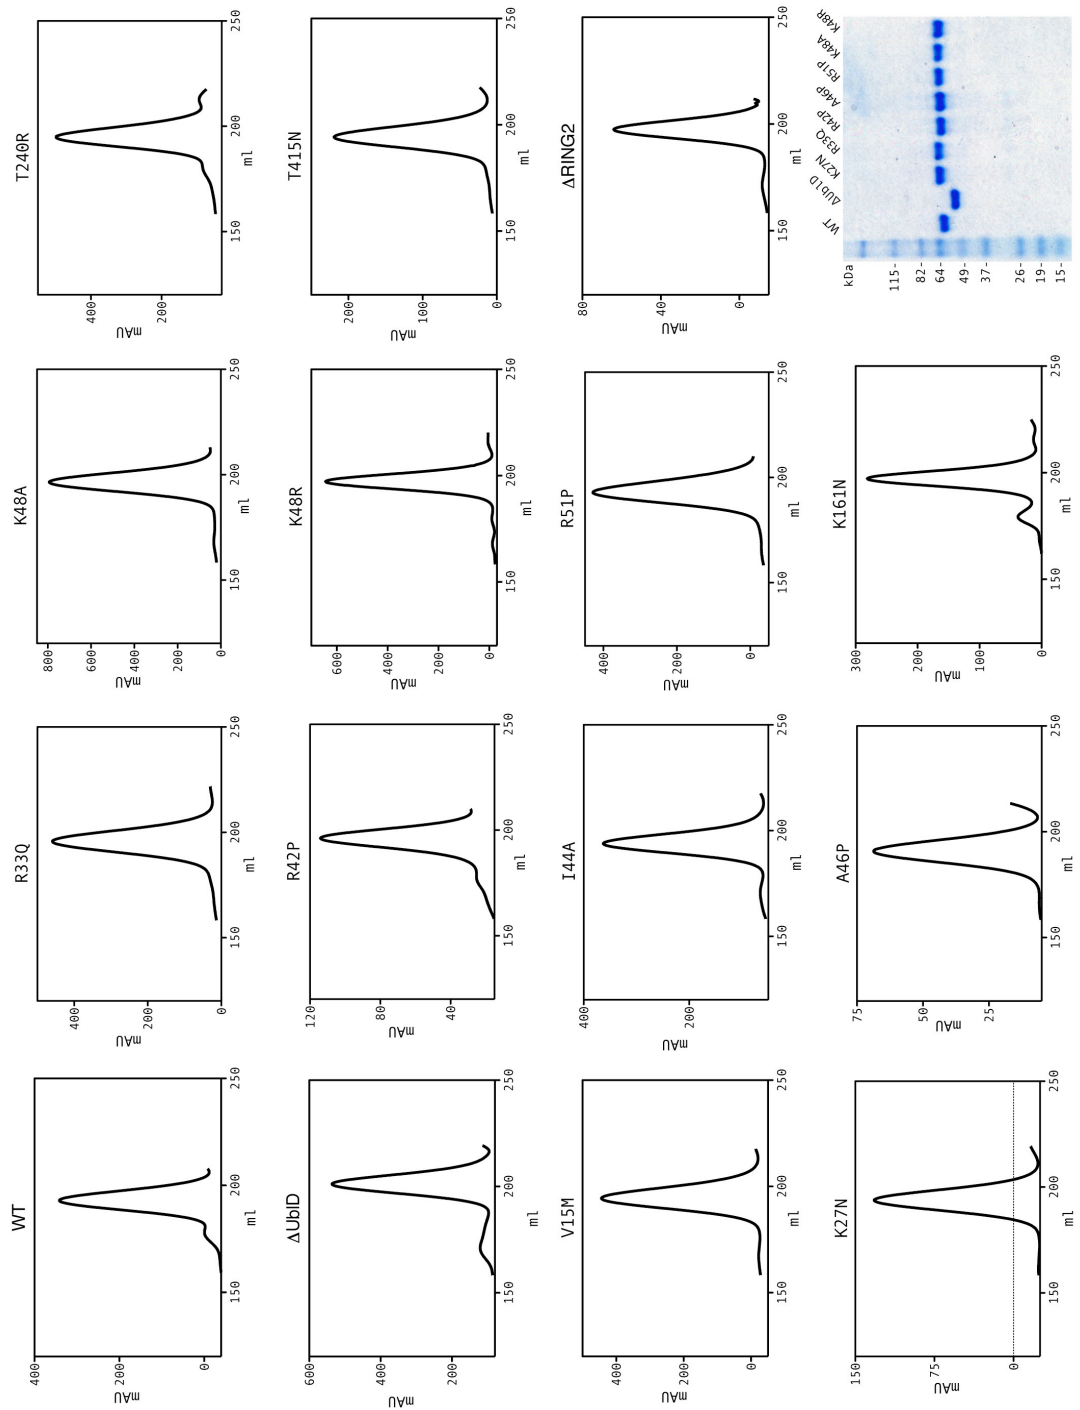 WT
mAU
400
200
0
150
200
250
ml
R33Q
mAU
400
200
0
150
200
250
ml
K48A
mAU
800
600
400
200
0
150
200
250
ml
T240R
mAU
400
200
150
200
250
ml
ΔUblD
mAU
600
400
200
150
200
250
ml
R42P
mAU
120
80
40
150
200
250
ml
K48R
mAU
600
400
200
0
150
200
250
ml
T415N
mAU
200
100
0
150
200
250
ml
V15M
mAU
400
200
0
150
200
250
ml
I44A
mAU
400
200
150
200
250
ml
R51P
mAU
400
200
0
150
200
250
ml
ΔRING2
mAU
80
40
0
150
200
250
ml
K27N
mAU
150
75
0
150
200
250
ml
A46P
mAU
75
50
25
150
200
250
ml
K161N
mAU
300
200
100
0
150
200
250
ml
WT ΔUblD K27N R33Q R42P A46P R51P K48A K48R
kDa
115-
82-
64-
49-
37-
26-
19-
15-